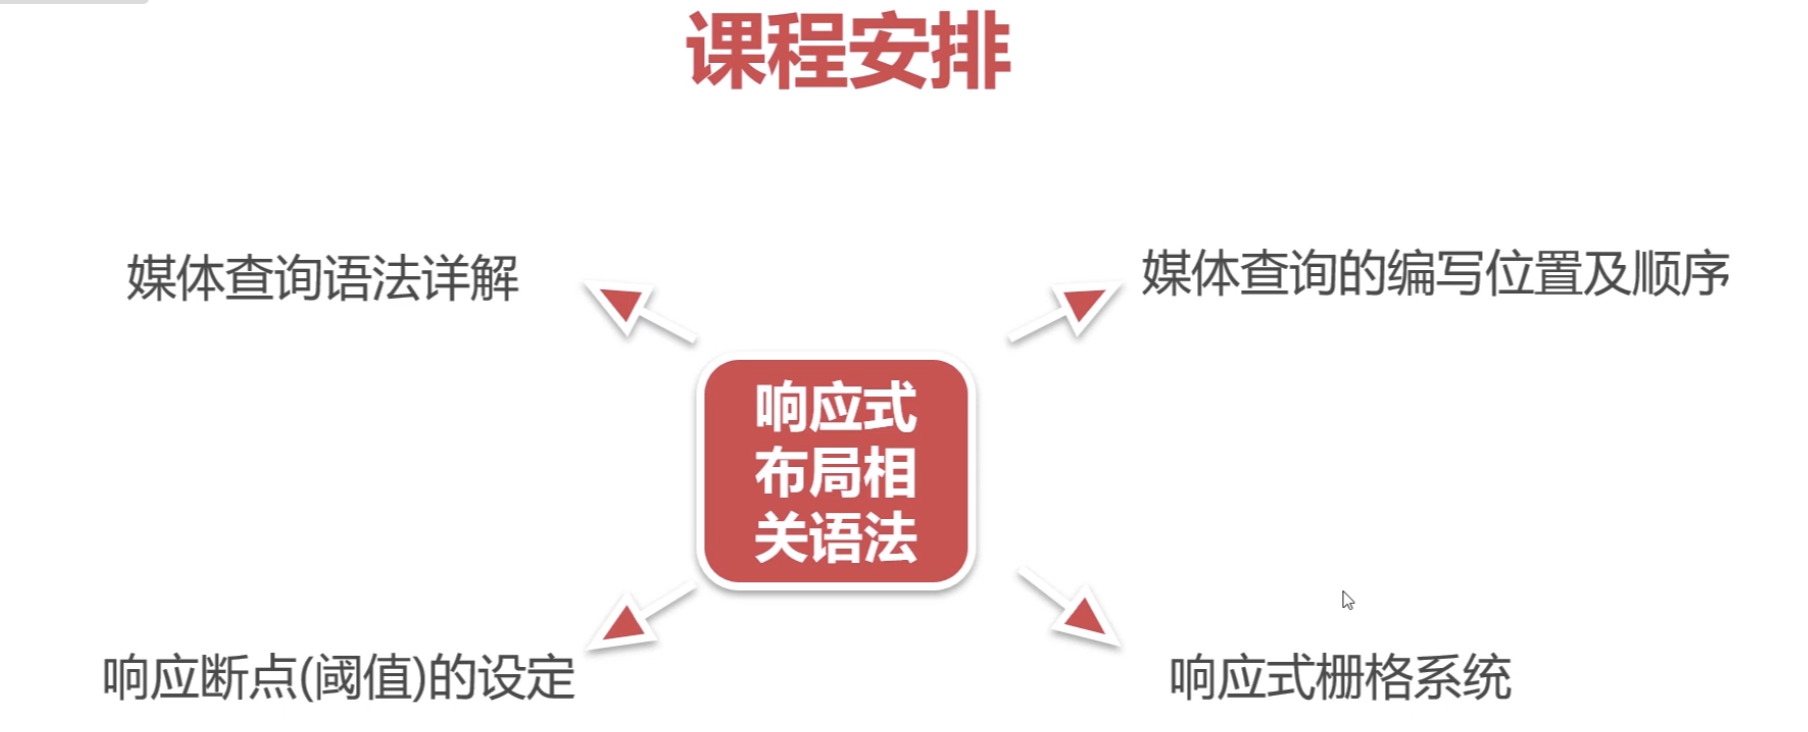 课程安排
媒体查询语法详解
媒体查询的编写位置及顺序
响应式
布局相
关语法
响应断点(阈值)的设定
响应式栅格系统